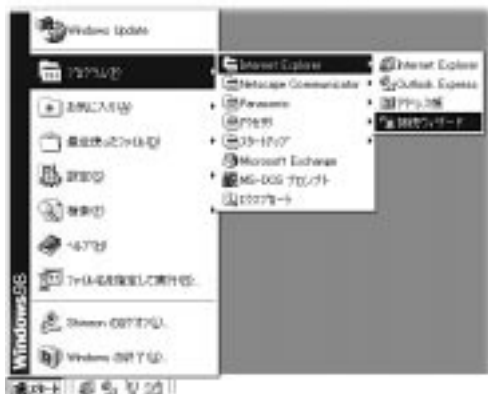 Windows Update
プログラム(P)
お気に入り(A)
最近使ったファイル(D)
設定(S)
検索(F)
ヘルプ(H)
ファイル名を指定して実行(R)...
のログオフ(L)...
Windows の終了(U)...
Windows98
スタート
Internet Explorer
Netscape Communicator
Panasonic
アクセサリ
スタートアップ
Microsoft Exchange
MS-DOS プロンプト
エクスプローラ
Internet Explorer
Outlook Express
アドレス帳
接続ウィザード